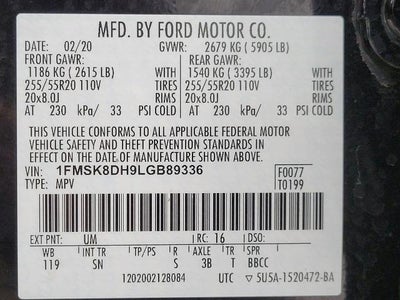 MFD. BY FORD MOTOR CO.
DATE: 02/20 GVWR: 2679 KG ( 5905 LB)
FRONT GAWR: REAR GAWR:
1186 KG ( 2615 LB) WITH 1540 KG ( 3395 LB) WITH
255/55R20 110V TIRES 255/55R20 110V TIRES
20x8.0J RIMS 20x8.0J RIMS
AT 230 kPa/ 33 PSI COLD AT 230 kPa/ 33 PSI COLD
THIS VEHICLE CONFORMS TO ALL APPLICABLE FEDERAL MOTOR
VEHICLE SAFETY AND THEFT PREVENTION STANDARDS
IN EFFECT ON THE DATE OF MANUFACTURE SHOWN ABOVE.
VIN: 1FMSK8DH9LGB89336 F0077
TYPE: MPV T0199
EXT PNT: UM RC: 16 DSO:
WB INT TR TP/PS R AXLE TR SPR
119 SN S 3B T BBCC
1202002128084 UTC ▽ 5U5A-1520472-BA